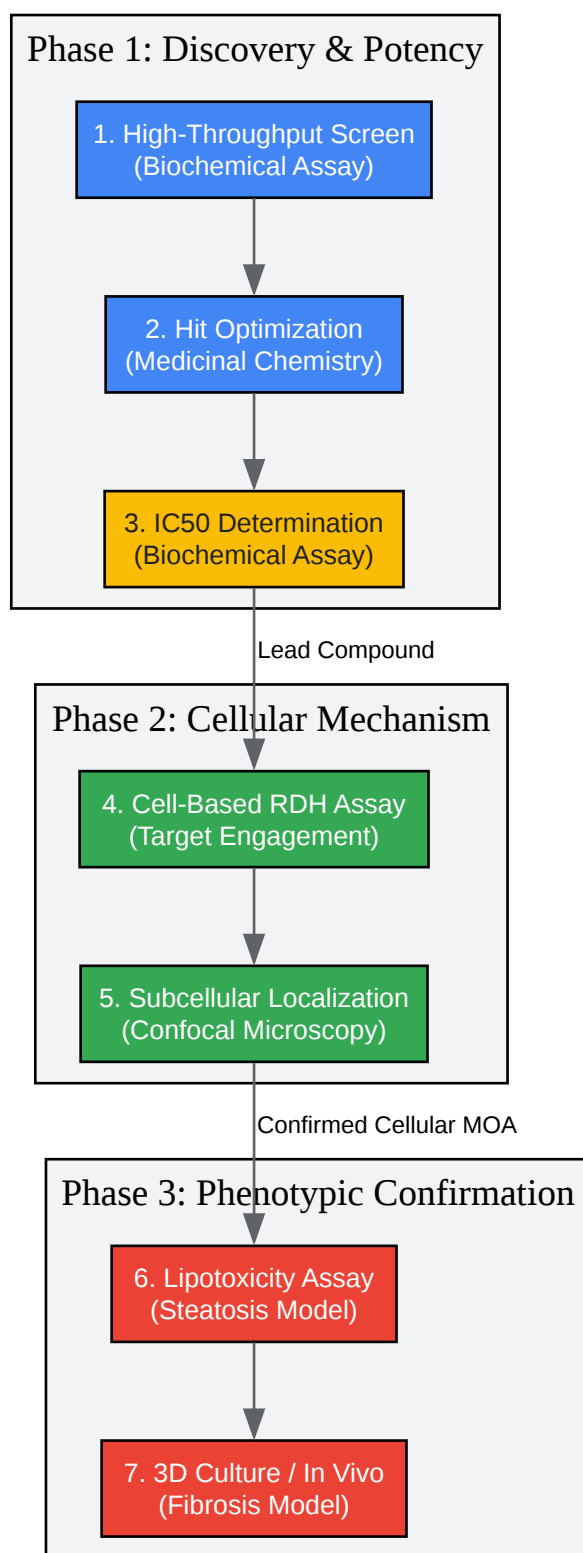 Phase 1: Discovery & Potency
1. High-Throughput Screen
(Biochemical Assay)
2. Hit Optimization
(Medicinal Chemistry)
3. IC50 Determination
(Biochemical Assay)
Lead Compound
Phase 2: Cellular Mechanism
4. Cell-Based RDH Assay
(Target Engagement)
5. Subcellular Localization
(Confocal Microscopy)
Confirmed Cellular MOA
Phase 3: Phenotypic Confirmation
6. Lipotoxicity Assay
(Steatosis Model)
7. 3D Culture / In Vivo
(Fibrosis Model)